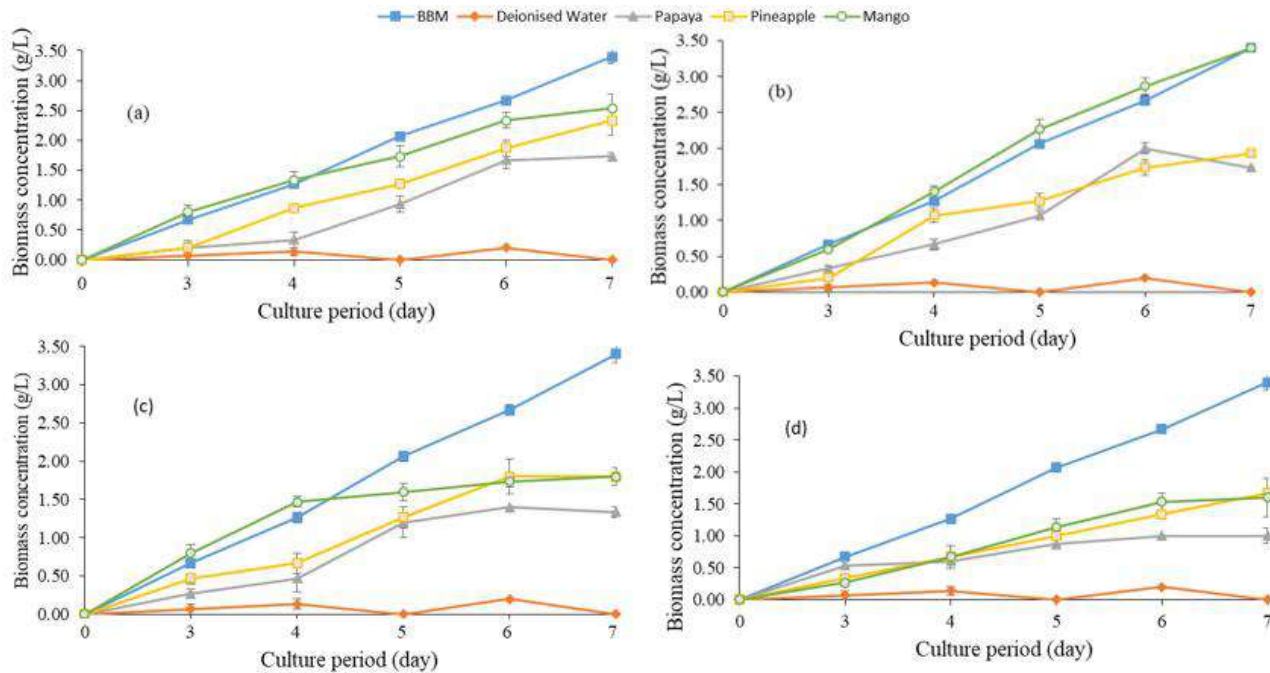 BBM Deionised Water Papaya Pineapple Mango
3.50
3.00
2.50
2.00
1.50
1.00
0.50
0.00
Biomass concentration (g/L)
(a)
0 3 4 5 6 7
Culture period (day)
3.50
3.00
2.50
2.00
1.50
1.00
0.50
0.00
Biomass concentration (g/L)
(b)
0 3 4 5 6 7
Culture period (day)
3.50
3.00
2.50
2.00
1.50
1.00
0.50
0.00
Biomass concentration (g/L)
(c)
0 3 4 5 6 7
Culture period (day)
3.50
3.00
2.50
2.00
1.50
1.00
0.50
0.00
Biomass concentration (g/L)
(d)
0 3 4 5 6 7
Culture period (day)